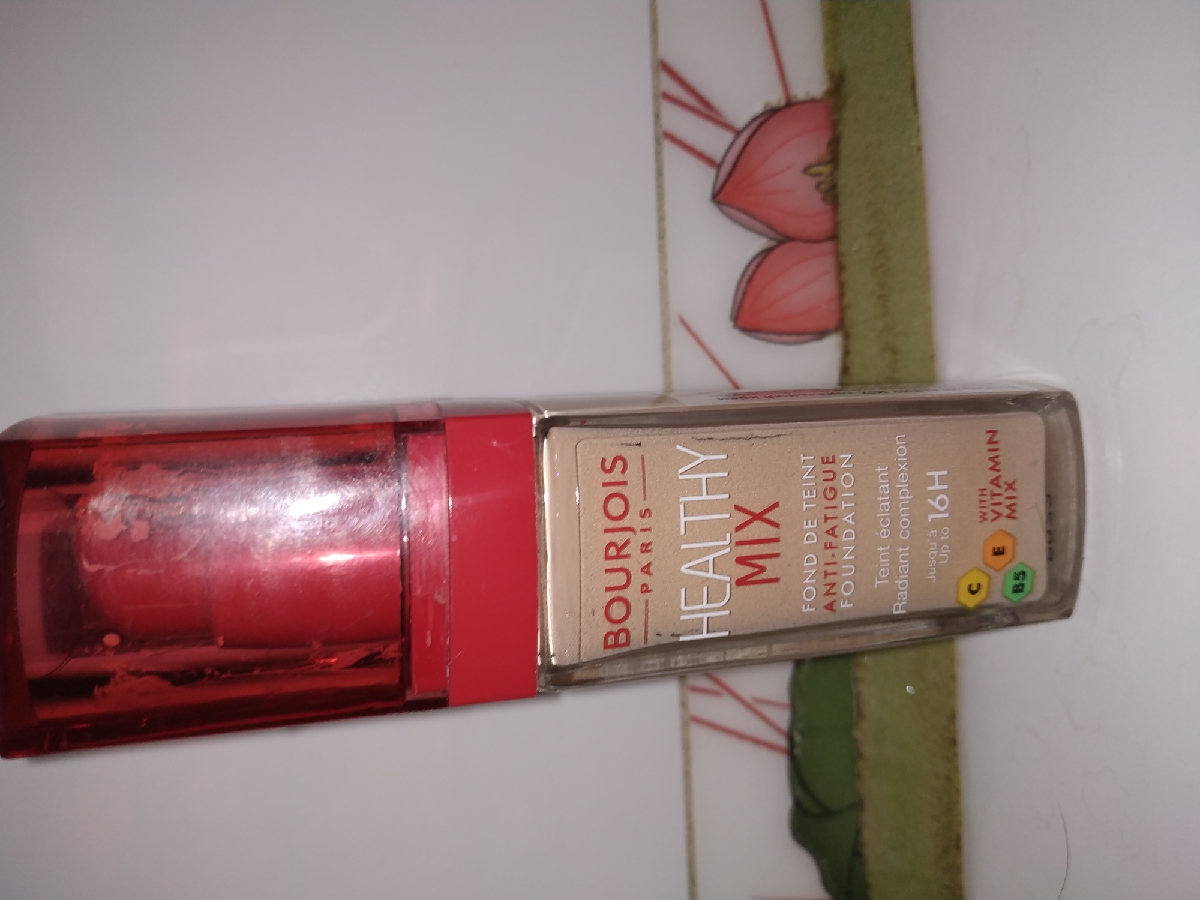 BOURJOIS
PARIS
HEALTHY
MIX
FOND DE TEINT
ANTI-FATIGUE
FOUNDATION
Teint éclatant
Radiant complexion
Jusqu'à
Up to 16H
C E B5
WITH
VITAMIN
MIX